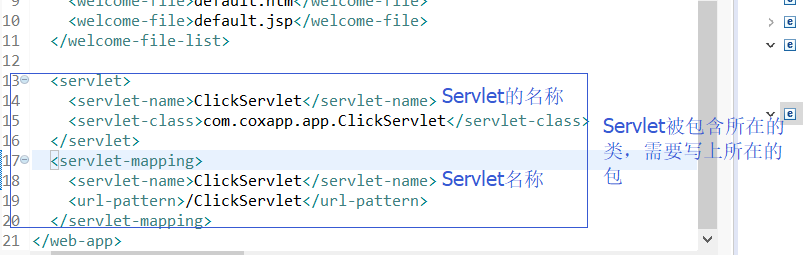 9 <welcome-file>default.htm</welcome-file>
10 <welcome-file>default.jsp</welcome-file>
11 </welcome-file-list>
12
13 <servlet>
14 <servlet-name>ClickServlet</servlet-name> Servlet的名称
15 <servlet-class>com.coxapp.app.ClickServlet</servlet-class>
16 </servlet>
Servlet被包含所在的
类，需要写上所在的
包
17 <servlet-mapping>
18 <servlet-name>ClickServlet</servlet-name> Servlet名称
19 <url-pattern>/ClickServlet</url-pattern>
20 </servlet-mapping>
21 </web-app>